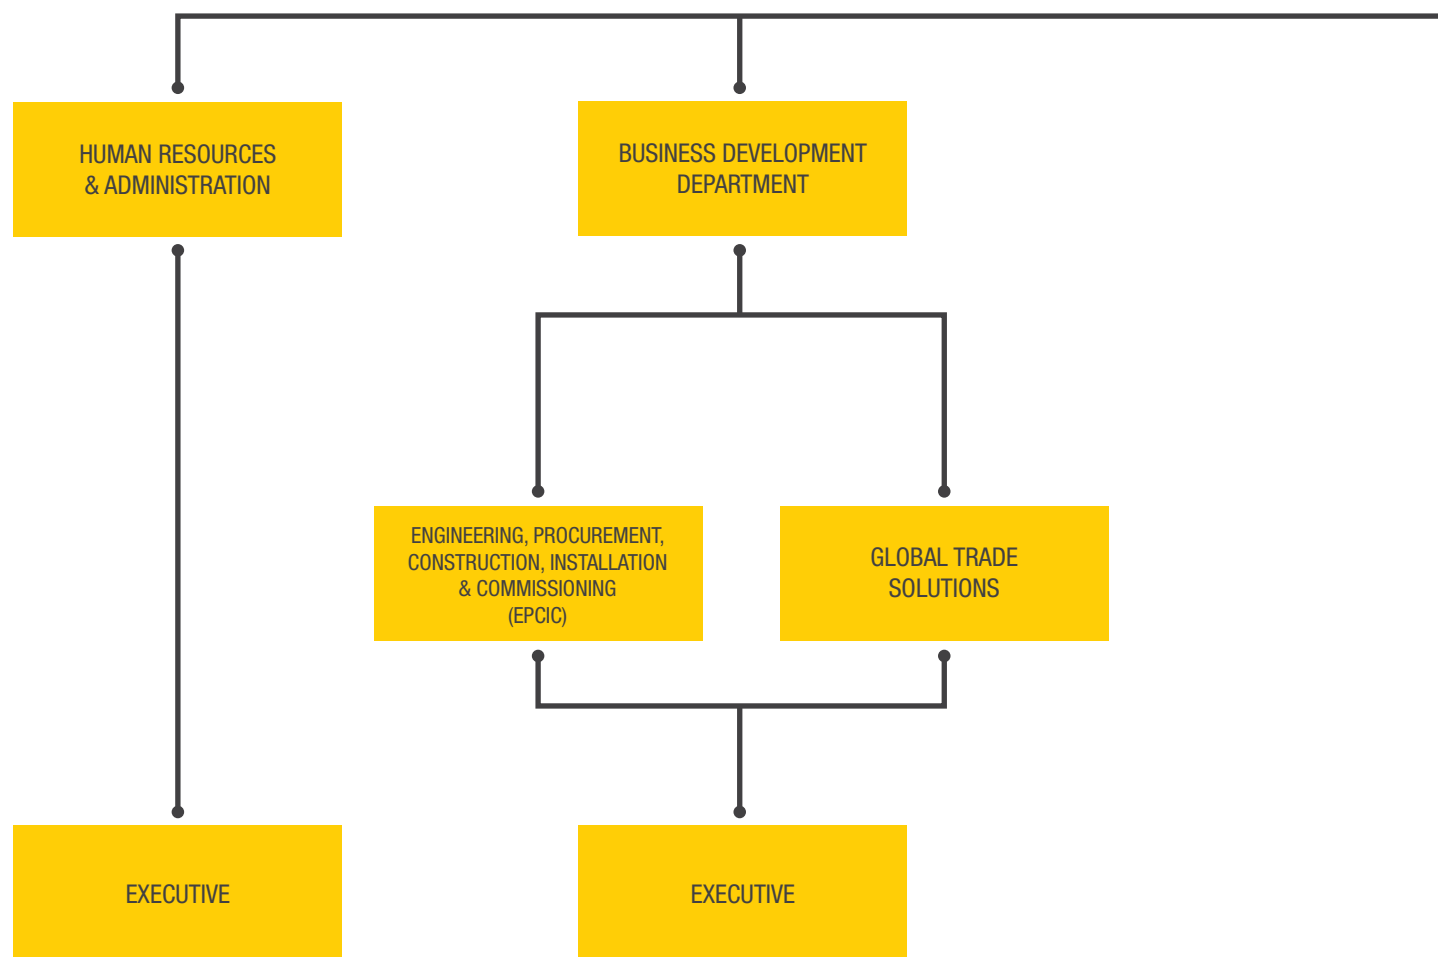 HUMAN RESOURCES
& ADMINISTRATION
BUSINESS DEVELOPMENT
DEPARTMENT
ENGINEERING, PROCUREMENT,
CONSTRUCTION, INSTALLATION
& COMMISSIONING
(EPCIC)
GLOBAL TRADE
SOLUTIONS
EXECUTIVE
EXECUTIVE